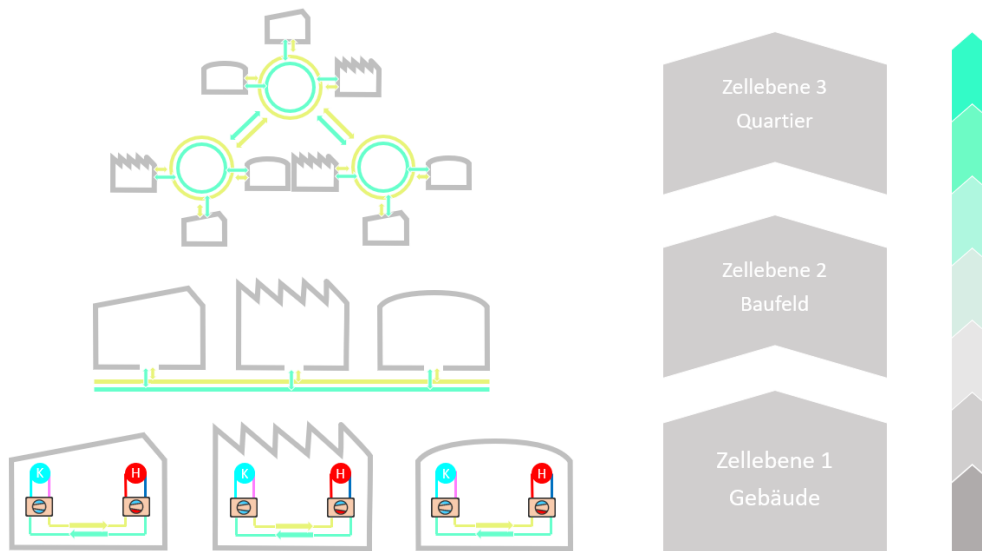 Zellebene 3
Quartier
Zellebene 2
Baufeld
Zellebene 1
Gebäude
K H
K H
K H